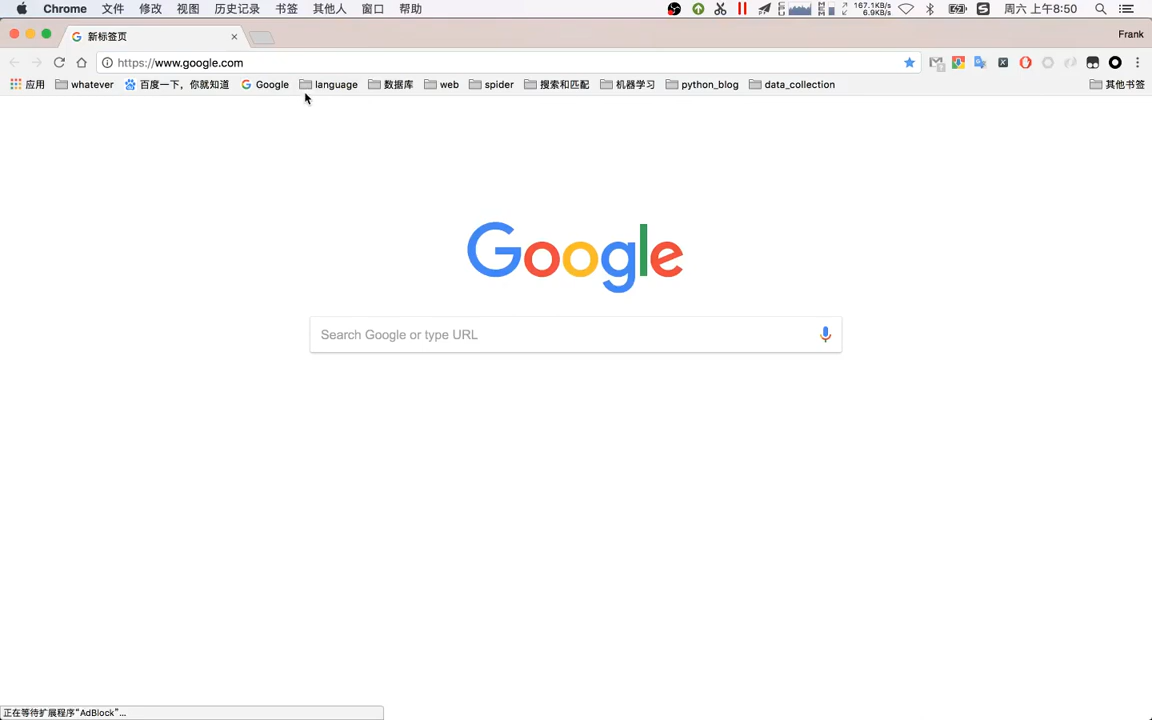 Chrome 文件 修改 视图 历史记录 书签 其他人 窗口 帮助 167.1KB/s 6.9KB/s 周六 上午8:50
新标签页 Frank
https://www.google.com
应用 whatever 百度一下，你就知道 Google language 数据库 web spider 搜索和匹配 机器学习 python_blog data_collection 其他书签
Google
Search Google or type URL
正在等待扩展程序“AdBlock”...